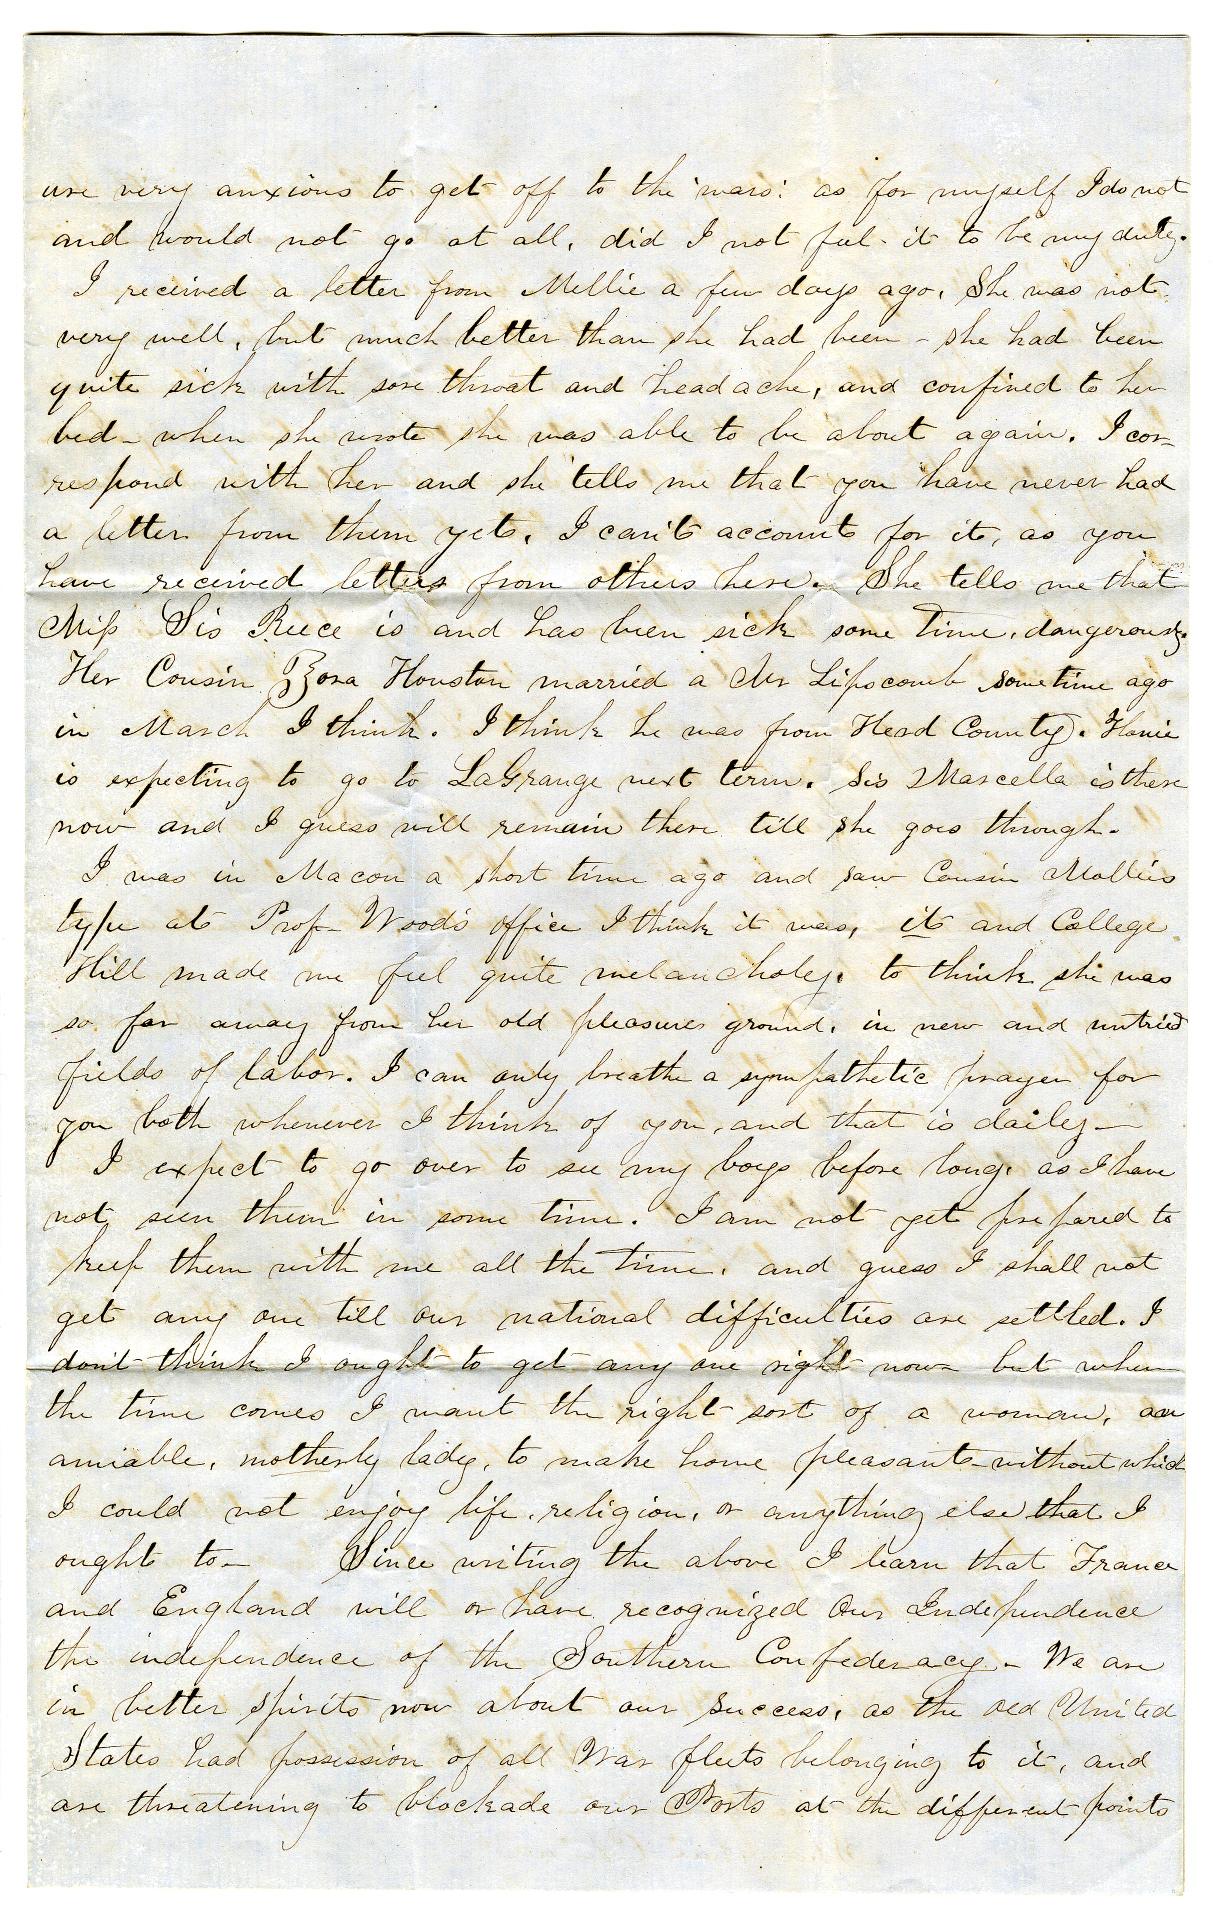 are very anxious to get off to the 'wars': as for myself I do not
and would not go at all, did I not feel - it to be my duty.
I received a letter from Mellie a few days ago. She was not
very well, but much better than she had been - she had been
quite sick with sore throat and headache, and confined to her
bed - when she wrote she was able to be about again. I cor-
respond with her and she tells me that you have never had
a letter from them yet. I can't account for it, as you
have received letters from others here. She tells me that
Miss Sis Reece is and has been sick some time, dangerously.
Her Cousin Zora Houston married a Mr Lipscomb sometime ago
in March I think. I think he was from Head County).
is expecting to go to LaGrange next term. Sis Marcella is there
now and I guess will remain there till she goes through.
I was in Macon a short time ago and saw Cousin Mollies
type at Prof- Wood's office I think it was, it and College
Hill made me feel quite melancholey. to think she was
so far away from her old pleasure ground, in new and untried
fields of labor. I can only breathe a sympathetic prayer for
you both whenever I think of you, and that is daily -
I expect to go over to see my boys before long, as I have
not seen them in some time. I am not yet prepared to
keep them with me all the time, and guess I shall not
get any one till our national difficulties are settled. I
don't think I ought to get any one right now - but when
the time comes I want the right sort of a woman, an
amiable, motherly lady, to make home pleasant - without which
I could not enjoy life, religion, or anything else that I
ought to - Since writing the above I learn that France
and England will or have recognized Our Independence
the independence of the Southern Confederacy - We are
in better spirits now about our success, as the old United
States had possession of all War fleets belonging to it, and
are threatening to blockade our Ports at the different points